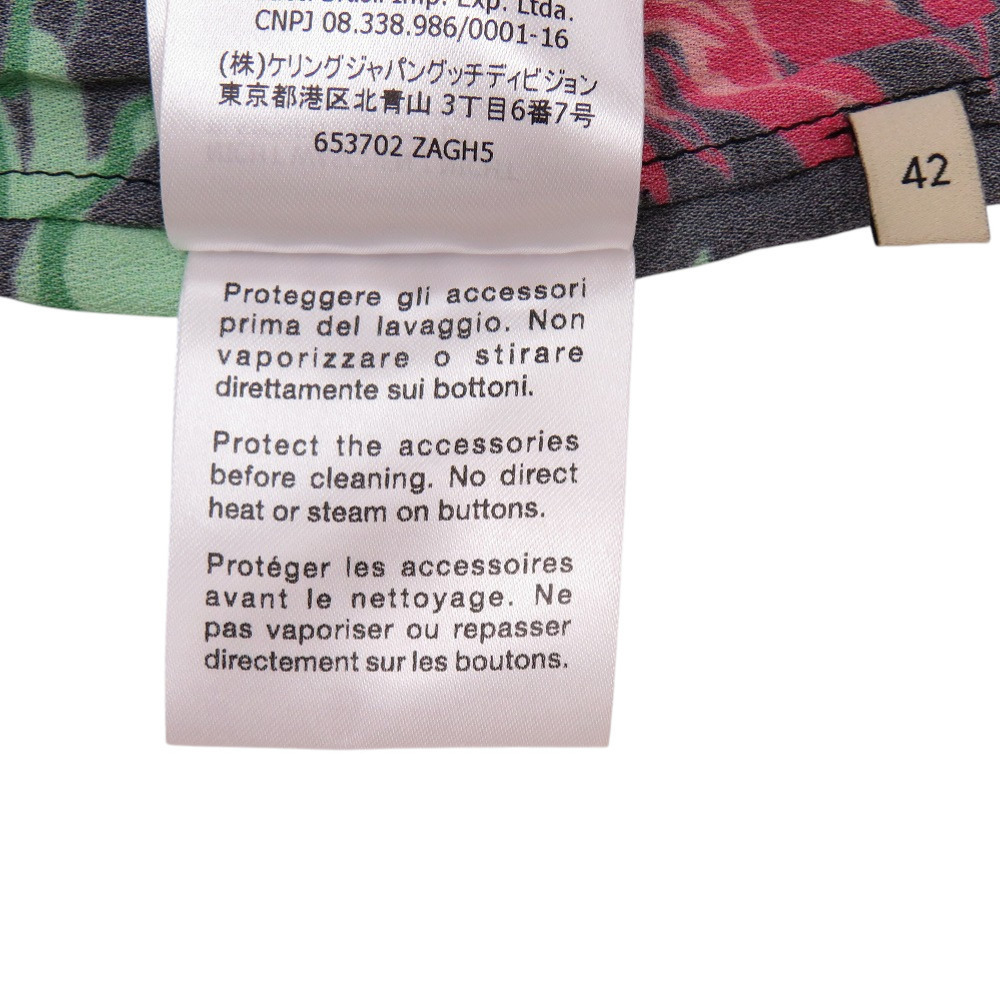 Imp. Exp. Ltda.
CNPJ 08.338.986/0001-16
(株)ケリングジャパングッチディビジョン
東京都港区北青山 3丁目6番7号
653702 ZAGH5
42
Proteggere gli accessori
prima del lavaggio. Non
vaporizzare o stirare
direttamente sui bottoni.
Protect the accessories
before cleaning. No direct
heat or steam on buttons.
Protéger les accessoires
avant le nettoyage. Ne
pas vaporiser ou repasser
directement sur les boutons.